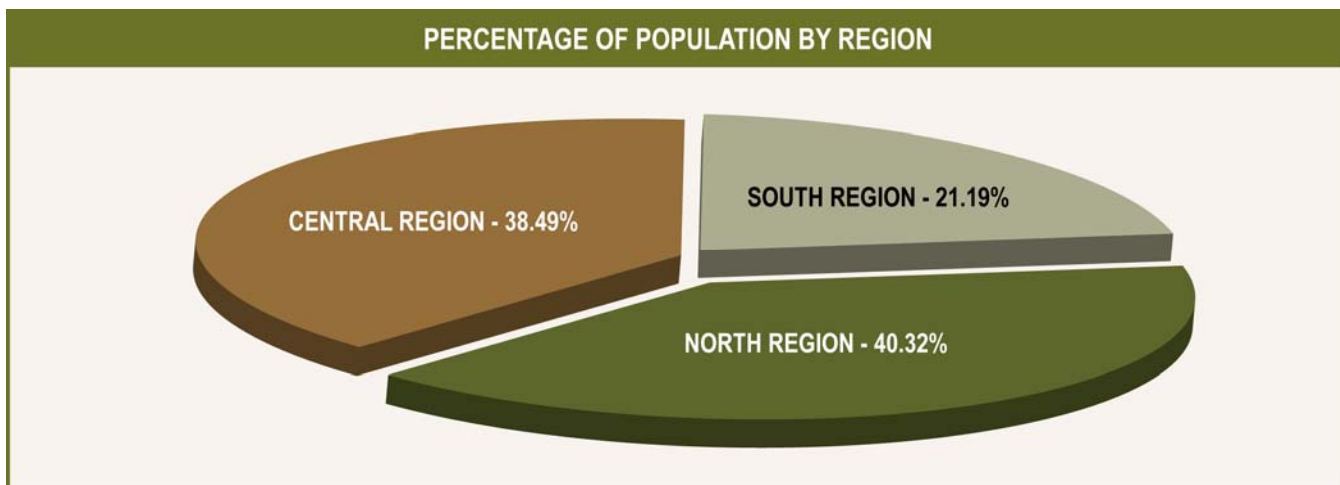 PERCENTAGE OF POPULATION BY REGION
CENTRAL REGION - 38.49%
SOUTH REGION - 21.19%
NORTH REGION - 40.32%